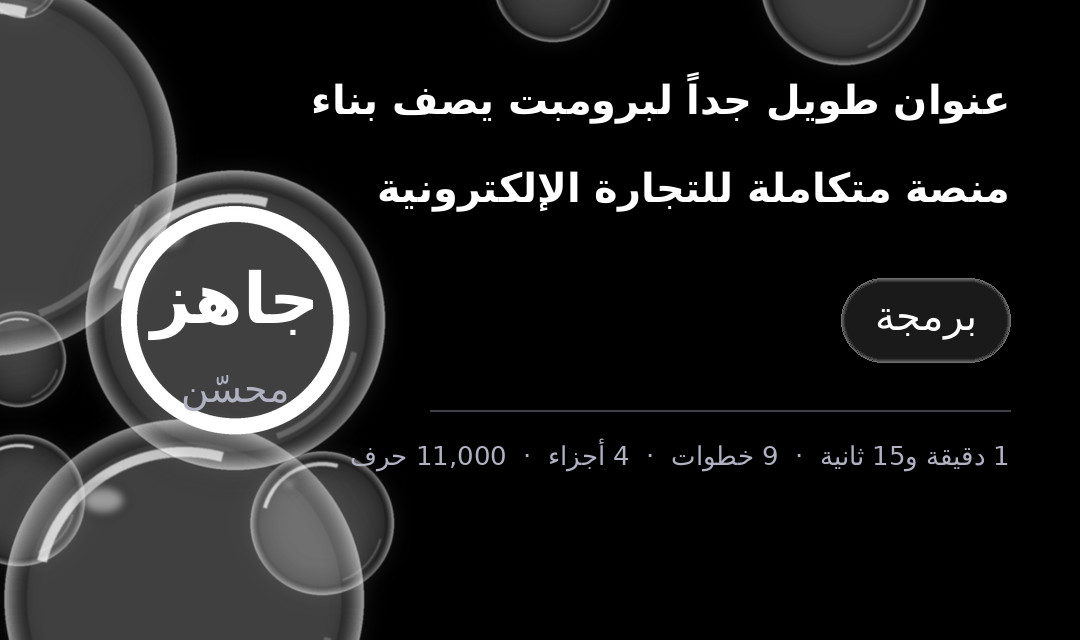 عنوان طويل جداً لبرومبت يصف بناء
منصة متكاملة للتجارة الإلكترونية
برمجة
جاهز
محسّن
1 دقيقة و15 ثانية · 9 خطوات · 4 أجزاء · 11,000 حرف